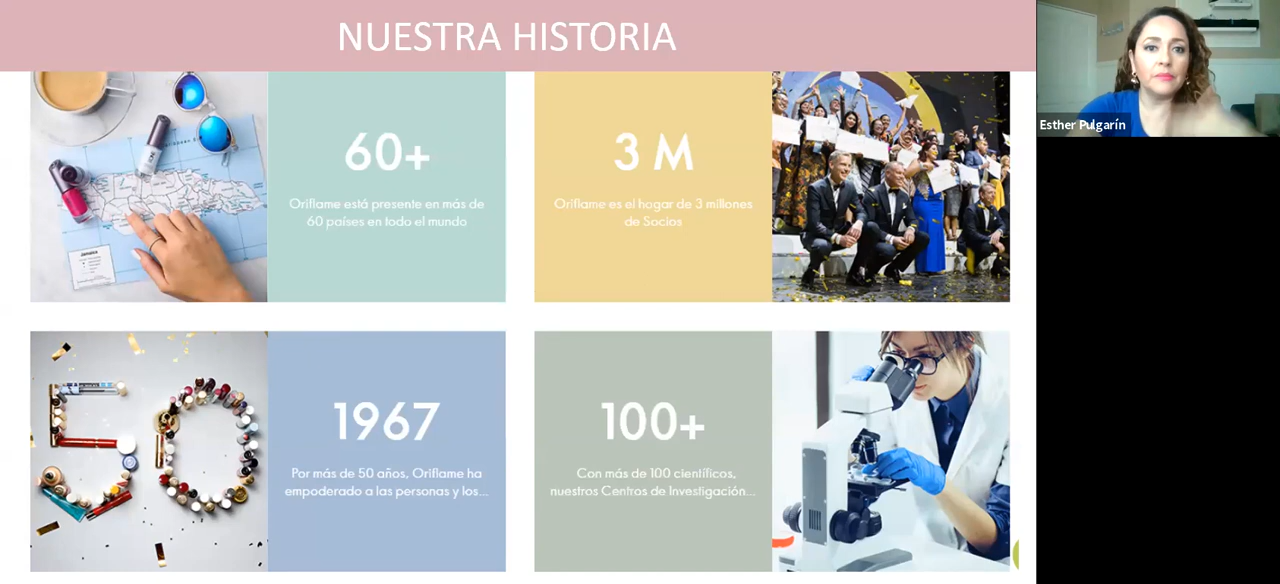 NUESTRA HISTORIA
Esther Pulgarín
60+
Oriflame está presente en más de
60 países en todo el mundo
3 M
Oriflame es el hogar de 3 millones
de Socios
50
1967
Por más de 50 años, Oriflame ha
empoderado a las personas y los...
100+
Con más de 100 científicos,
nuestros Centros de Investigación...